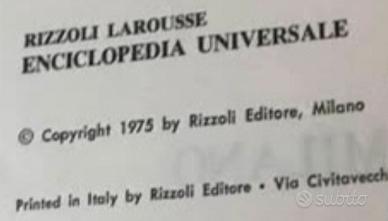 RIZZOLI LAROUSSE
ENCICLOPEDIA UNIVERSALE
© Copyright 1975 by Rizzoli Editore, Milano
MILANO
Printed in Italy by Rizzoli Editore • Via Civitavecch
subito